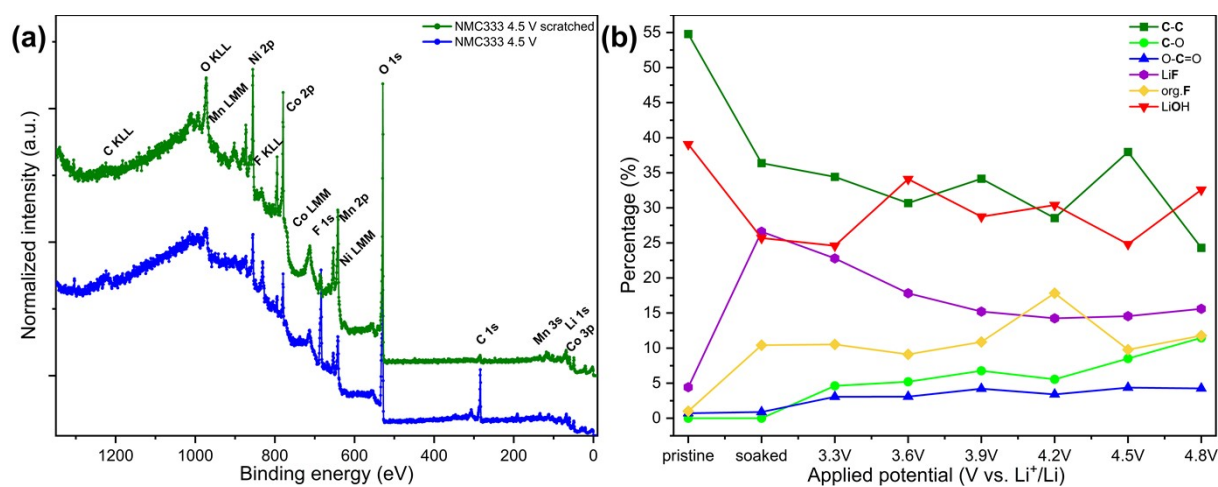 (a)
NMC333 4.5 V scratched
NMC333 4.5 V
O KLL
Ni 2p
O 1s
Mn LMM
Co 2p
C KLL
F KLL
Co LMM
F 1s
Mn 2p
Ni LMM
C 1s
Mn 3s
Li 1s
Co 3p
Normalized intensity (a.u.)
1200 1000 800 600 400 200 0
Binding energy (eV)
(b)
C-C
C-O
O-C=O
LiF
org.F
LiOH
55
50
45
40
35
30
25
20
15
10
5
0
Percentage (%)
pristine soaked 3.3V 3.6V 3.9V 4.2V 4.5V 4.8V
Applied potential (V vs. Li⁺/Li)